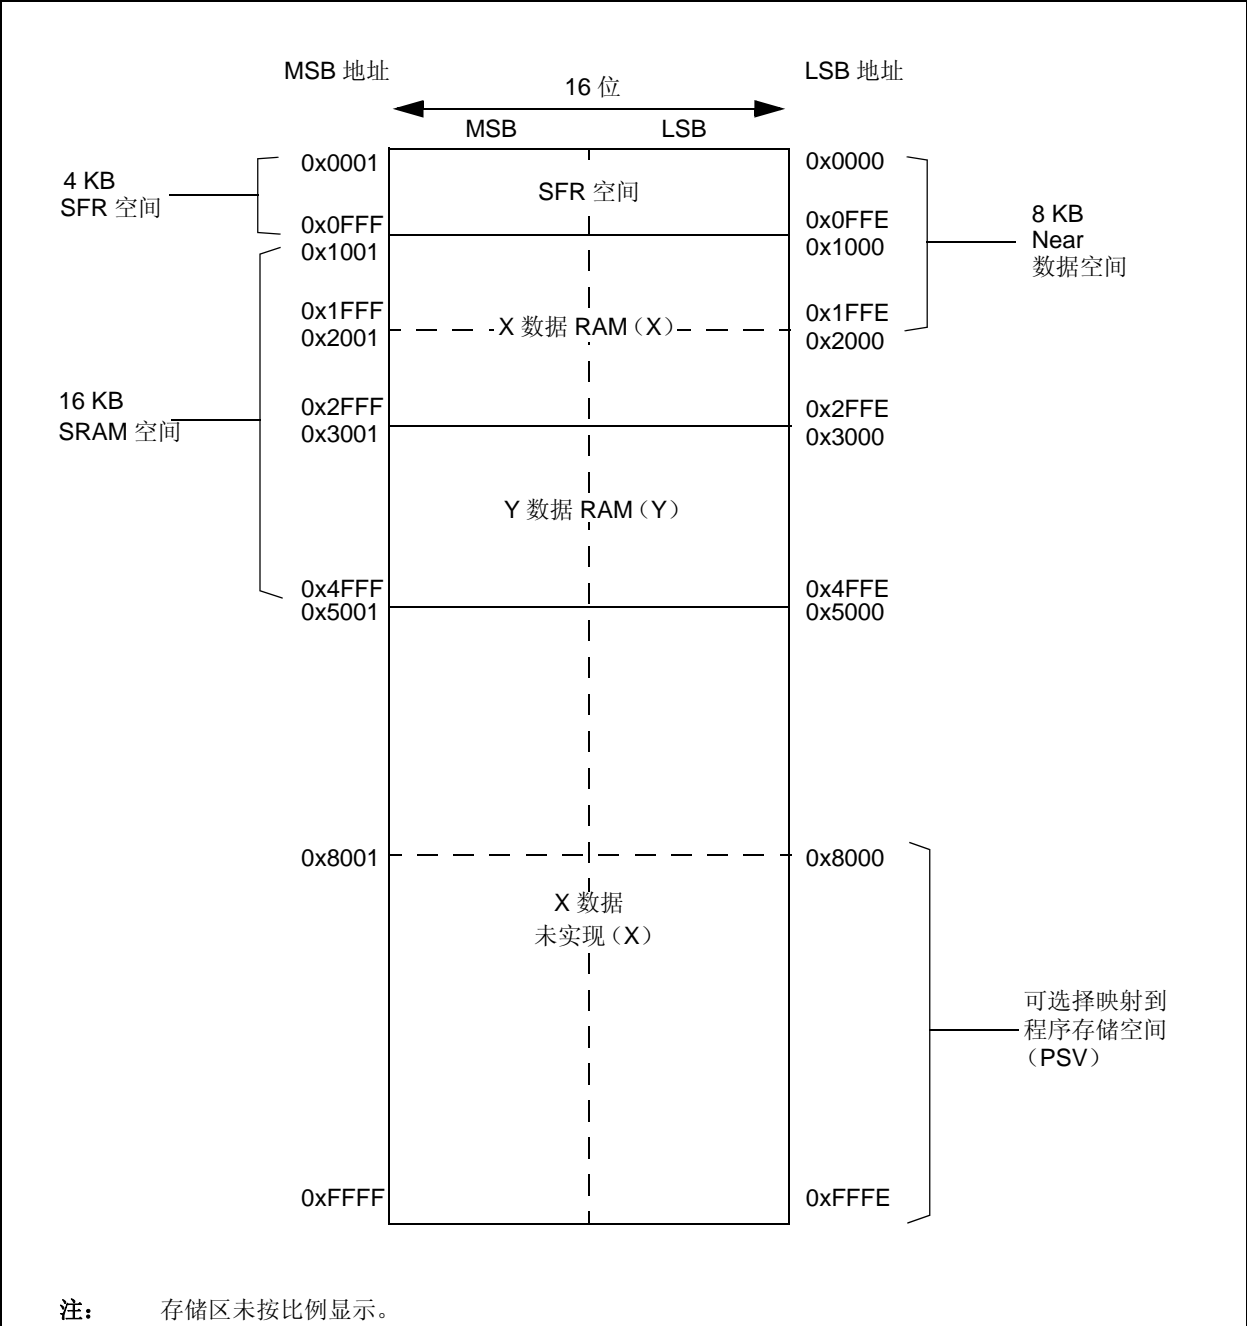 MSB 地址
16 位
LSB 地址
MSB
LSB
0x0001
0x0000
4 KB
SFR 空间
SFR 空间
0x0FFF
0x0FFE
0x1001
0x1000
8 KB
Near
数据空间
0x1FFF
0x1FFE
X 数据 RAM（X）
0x2001
0x2000
16 KB
SRAM 空间
0x2FFF
0x2FFE
0x3001
0x3000
Y 数据 RAM（Y）
0x4FFF
0x4FFE
0x5001
0x5000
0x8001
0x8000
X 数据
未实现（X）
可选择映射到
程序存储空间
（PSV）
0xFFFF
0xFFFE
注： 存储区未按比例显示。